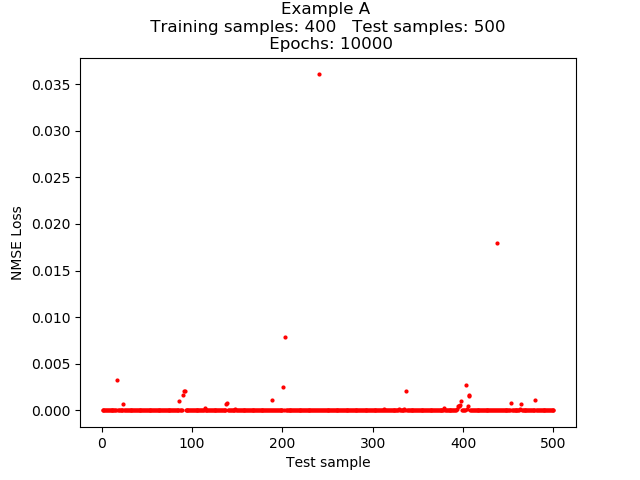 Example A
Training samples: 400   Test samples: 500
Epochs: 10000
0.035
0.030
0.025
0.020
0.015
0.010
0.005
0.000
NMSE Loss
0 100 200 300 400 500
Test sample